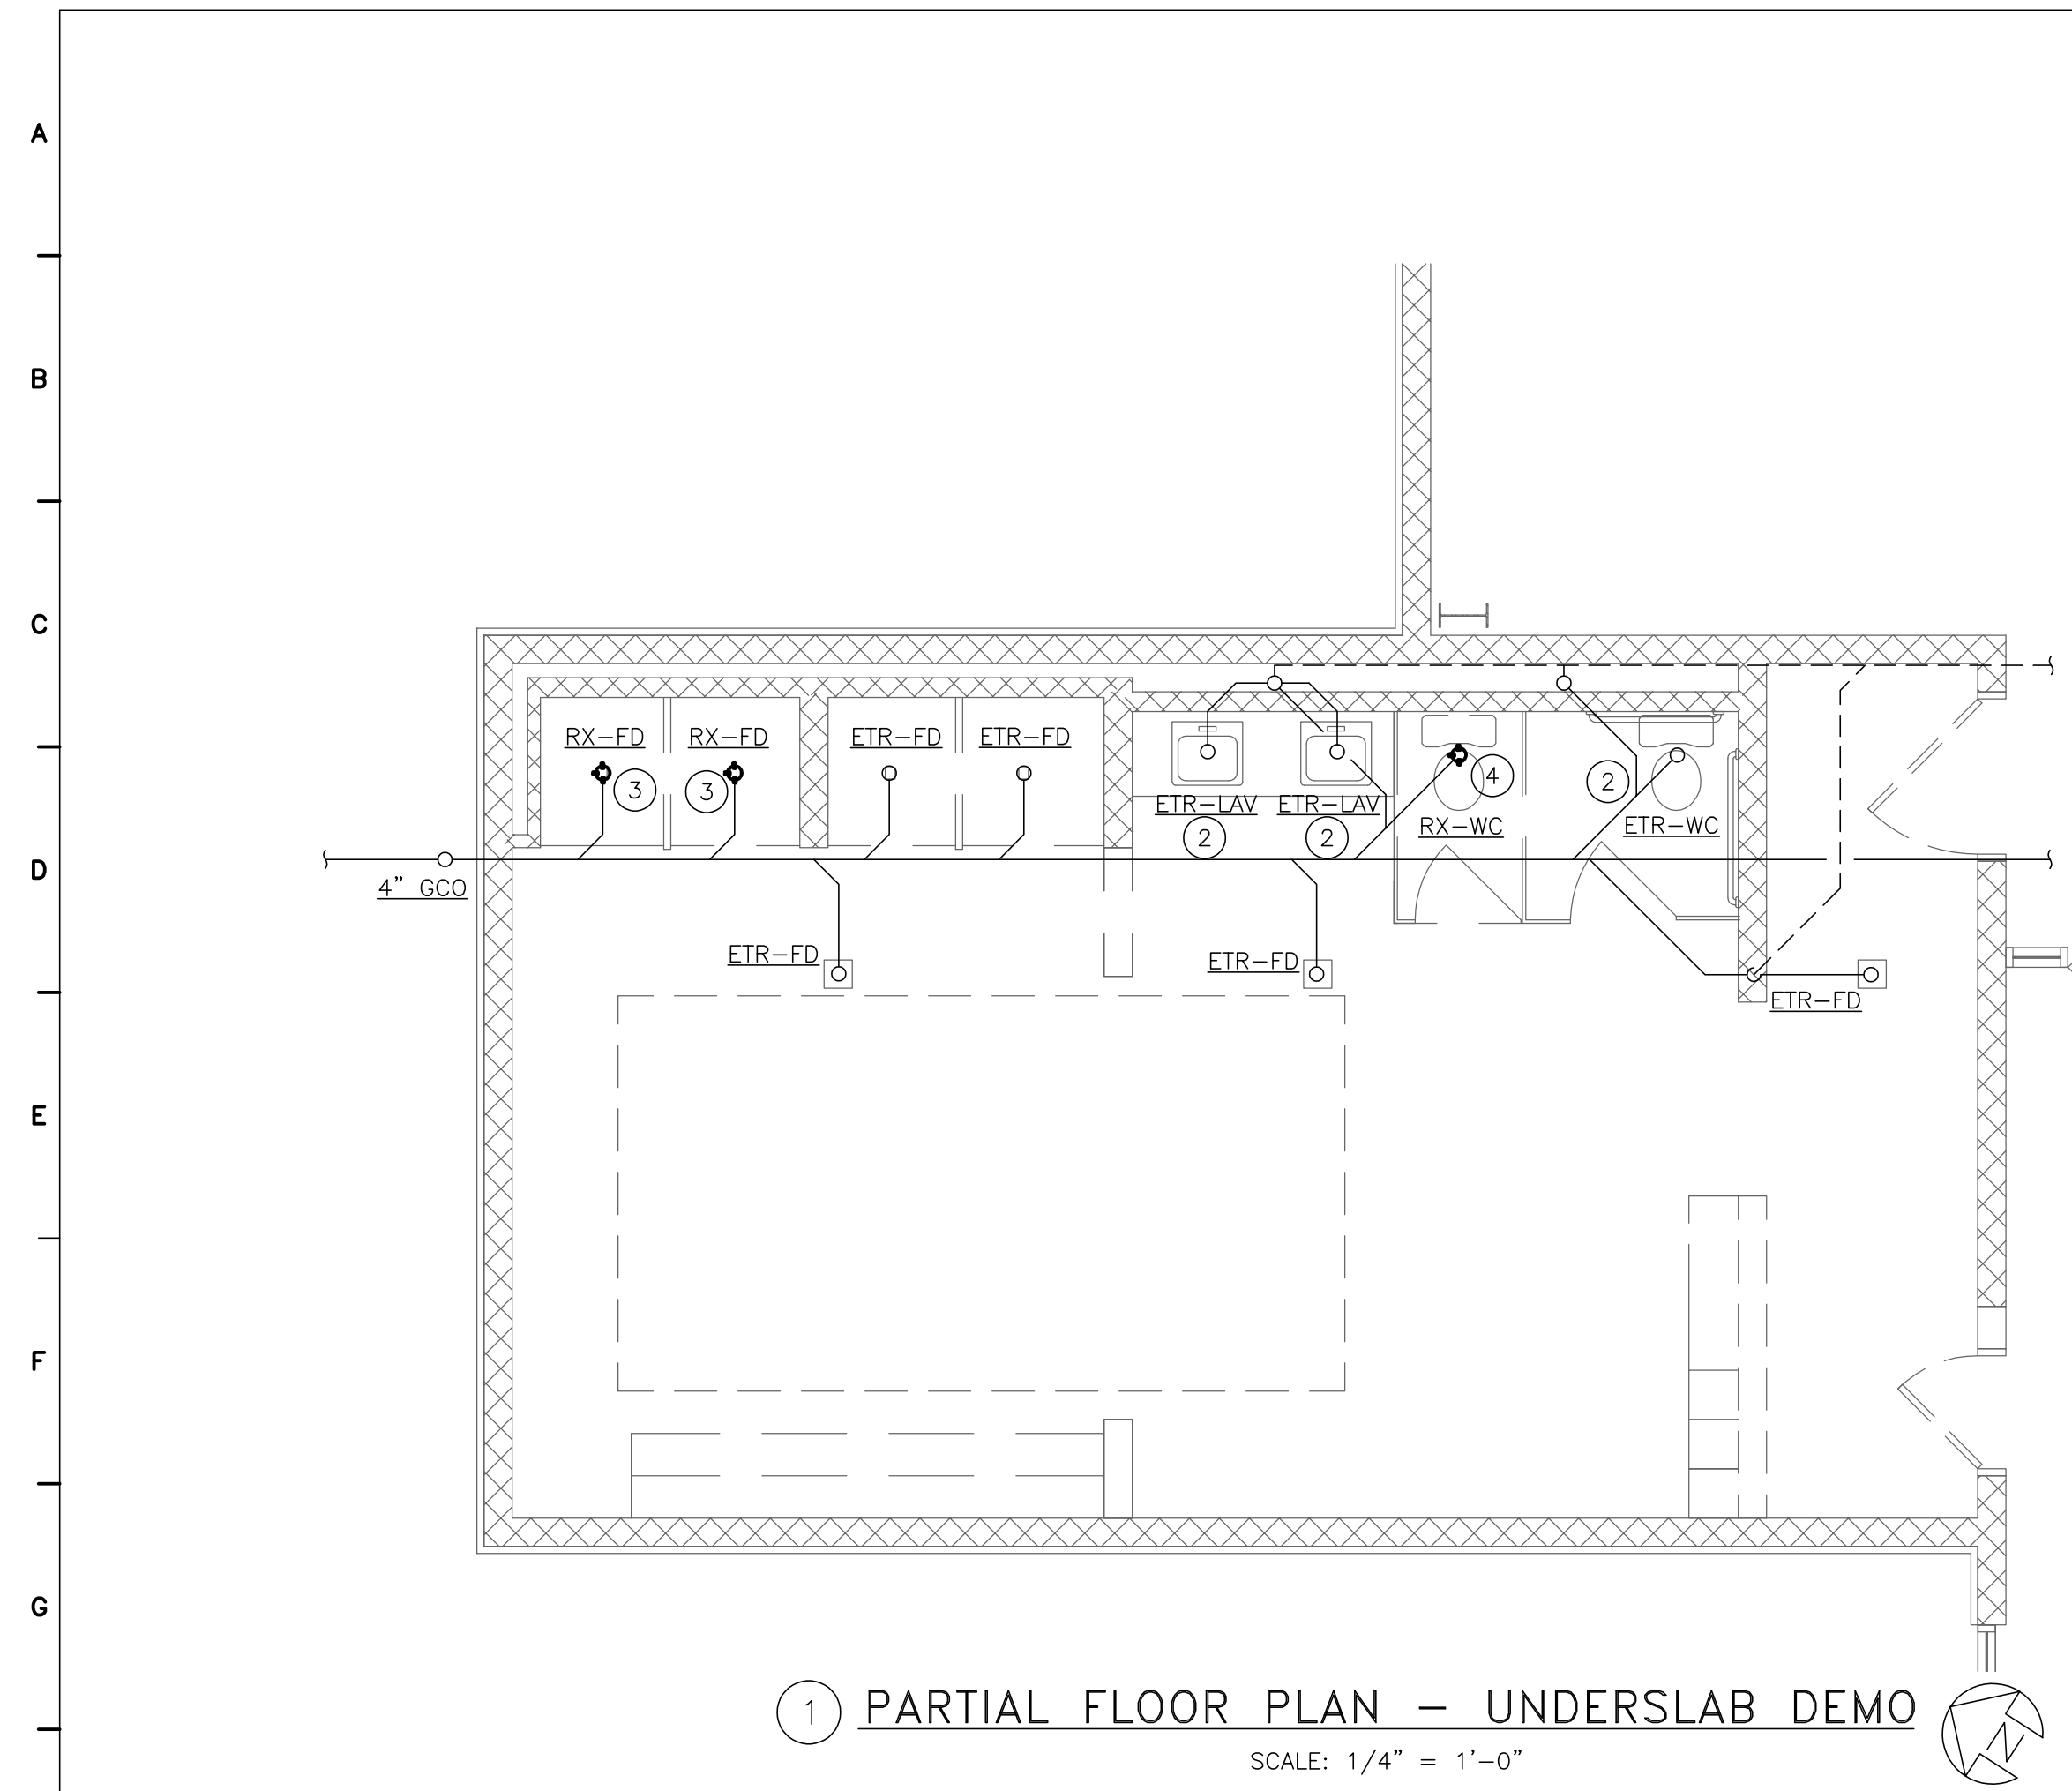 A
B
C
RX-FD RX-FD ETR-FD ETR-FD
3 3 4 2
ETR-LAV ETR-LAV RX-WC ETR-WC
2 2
D
4" GCO
ETR-FD ETR-FD
ETR-FD
E
F
G
1 PARTIAL FLOOR PLAN - UNDERSLAB DEMO
N
SCALE: 1/4" = 1'-0"